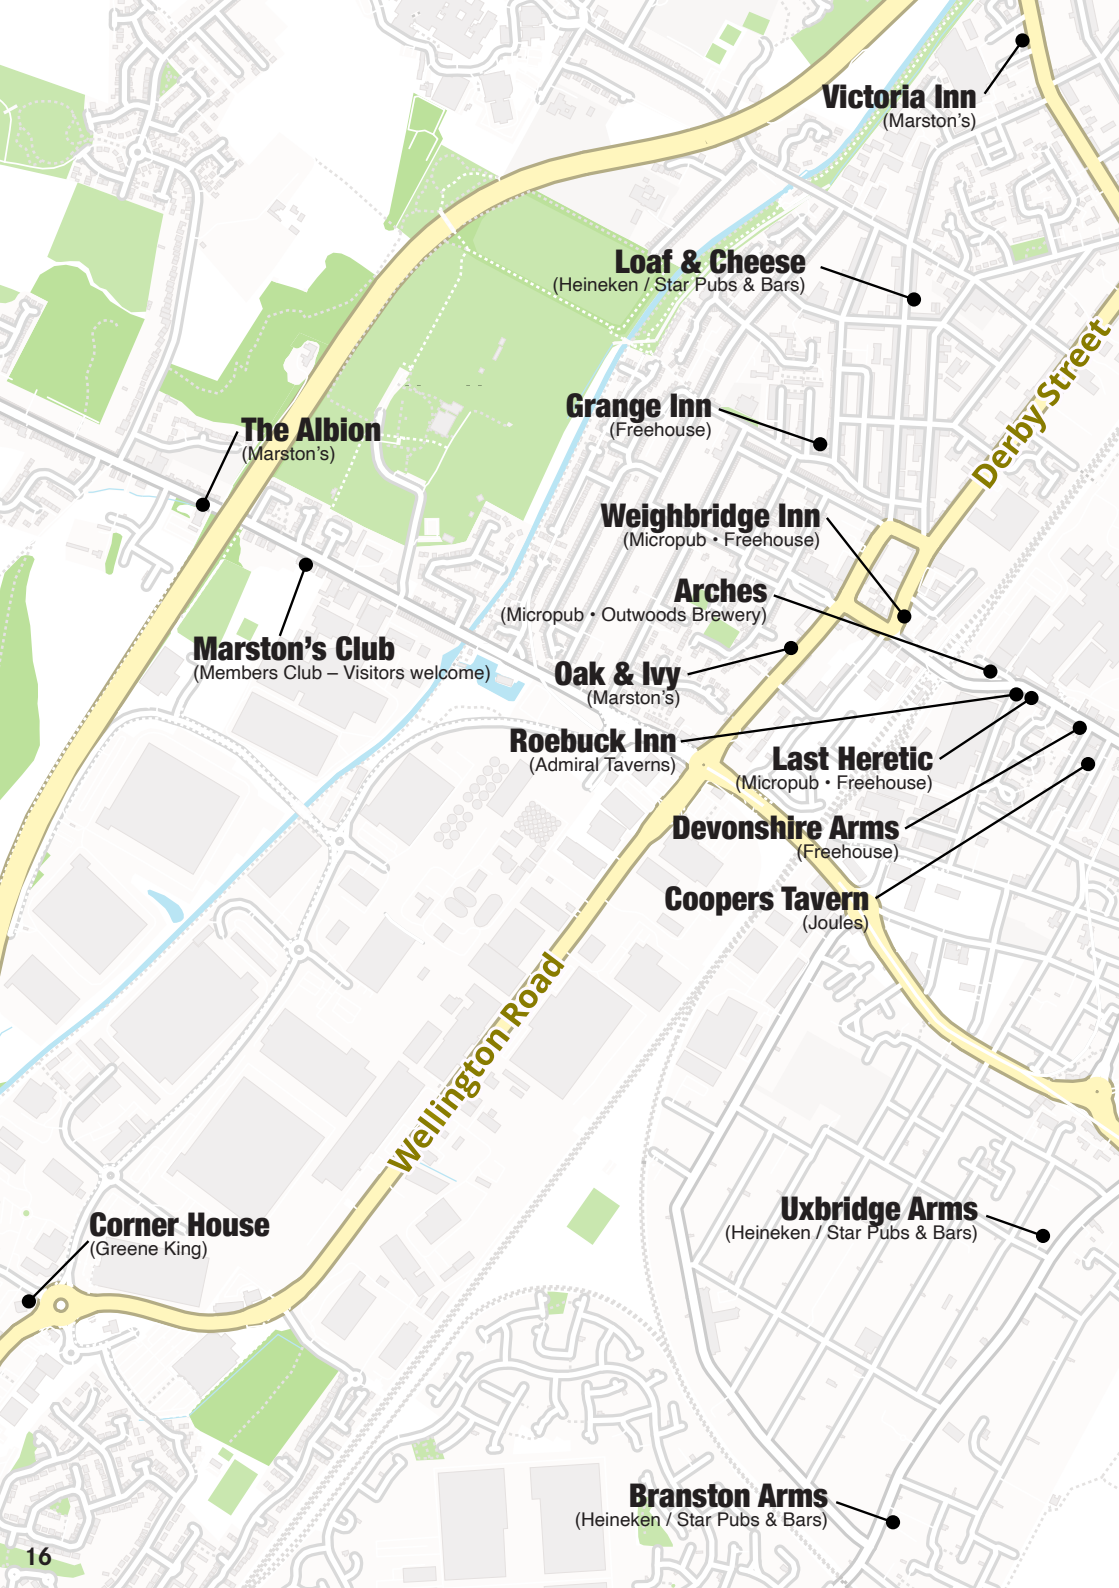 Victoria Inn
(Marston's)
Loaf & Cheese
(Heineken / Star Pubs & Bars)
Derby Street
Grange Inn
(Freehouse)
The Albion
(Marston's)
Weighbridge Inn
(Micropub • Freehouse)
Arches
(Micropub • Outwoods Brewery)
Marston's Club
(Members Club – Visitors welcome)
Oak & Ivy
(Marston's)
Roebuck Inn
(Admiral Taverns)
Last Heretic
(Micropub • Freehouse)
Devonshire Arms
(Freehouse)
Coopers Tavern
(Joules)
Wellington Road
Uxbridge Arms
(Heineken / Star Pubs & Bars)
Corner House
(Greene King)
Branston Arms
(Heineken / Star Pubs & Bars)
16